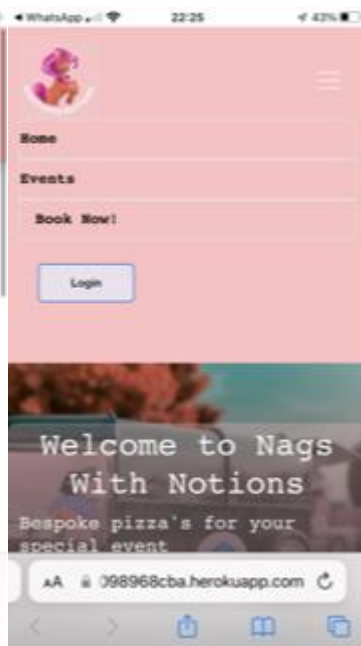 WhatsApp 22:25 43%
Home
Events
Book Now!
Login
Welcome to Nags
With Notions
Bespoke pizza's for your
special event
AA 098968cba.herokuapp.com